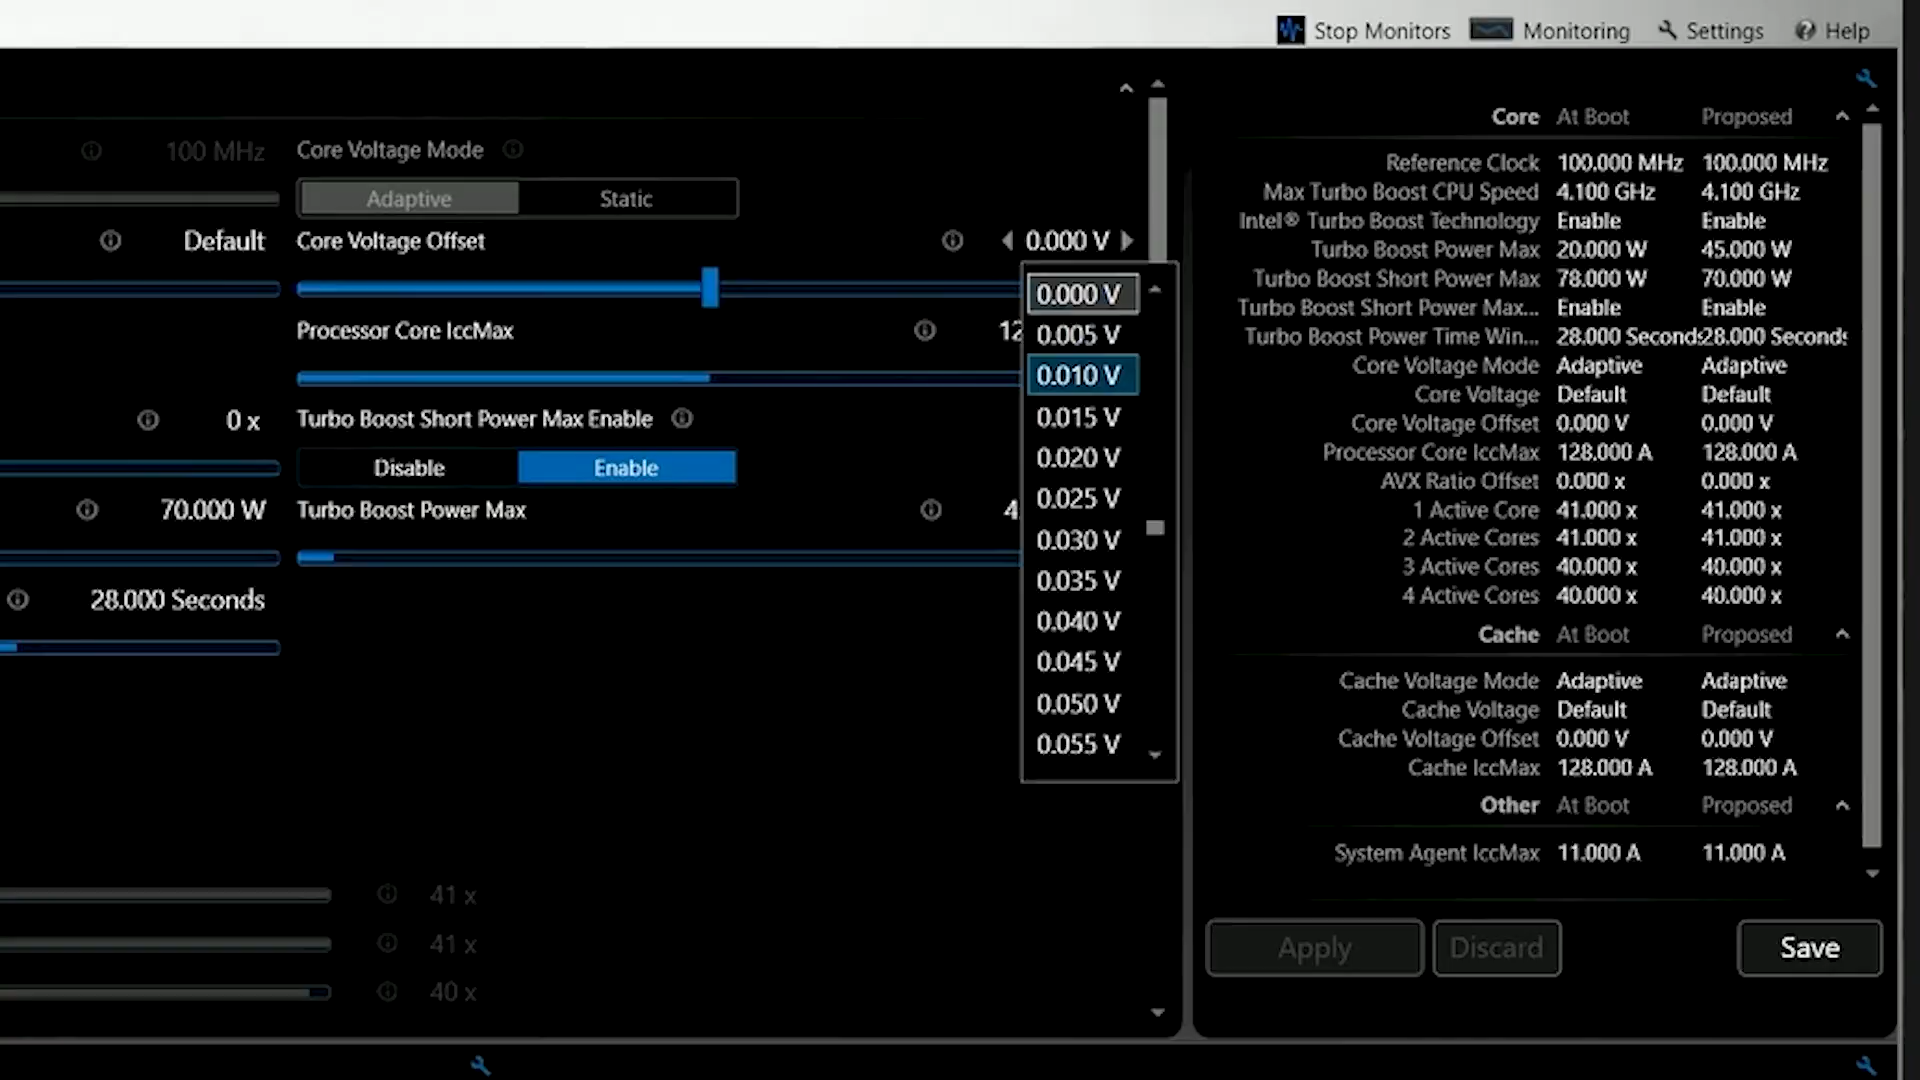 Stop Monitors Monitoring Settings Help
100 MHz Core Voltage Mode
Adaptive Static
Default Core Voltage Offset 0.000 V
0.000 V
0.005 V
0.010 V
0.015 V
0.020 V
0.025 V
0.030 V
0.035 V
0.040 V
0.045 V
0.050 V
0.055 V
Processor Core IccMax 12
0 x Turbo Boost Short Power Max Enable
Disable Enable
70.000 W Turbo Boost Power Max 4
28.000 Seconds
41 x
41 x
40 x
Core At Boot Proposed
Reference Clock 100.000 MHz 100.000 MHz
Max Turbo Boost CPU Speed 4.100 GHz 4.100 GHz
Intel® Turbo Boost Technology Enable Enable
Turbo Boost Power Max 20.000 W 45.000 W
Turbo Boost Short Power Max 78.000 W 70.000 W
Turbo Boost Short Power Max... Enable Enable
Turbo Boost Power Time Win... 28.000 Seconds 28.000 Seconds
Core Voltage Mode Adaptive Adaptive
Core Voltage Default Default
Core Voltage Offset 0.000 V 0.000 V
Processor Core IccMax 128.000 A 128.000 A
AVX Ratio Offset 0.000 x 0.000 x
1 Active Core 41.000 x 41.000 x
2 Active Cores 41.000 x 41.000 x
3 Active Cores 40.000 x 40.000 x
4 Active Cores 40.000 x 40.000 x
Cache At Boot Proposed
Cache Voltage Mode Adaptive Adaptive
Cache Voltage Default Default
Cache Voltage Offset 0.000 V 0.000 V
Cache IccMax 128.000 A 128.000 A
Other At Boot Proposed
System Agent IccMax 11.000 A 11.000 A
Apply Discard Save